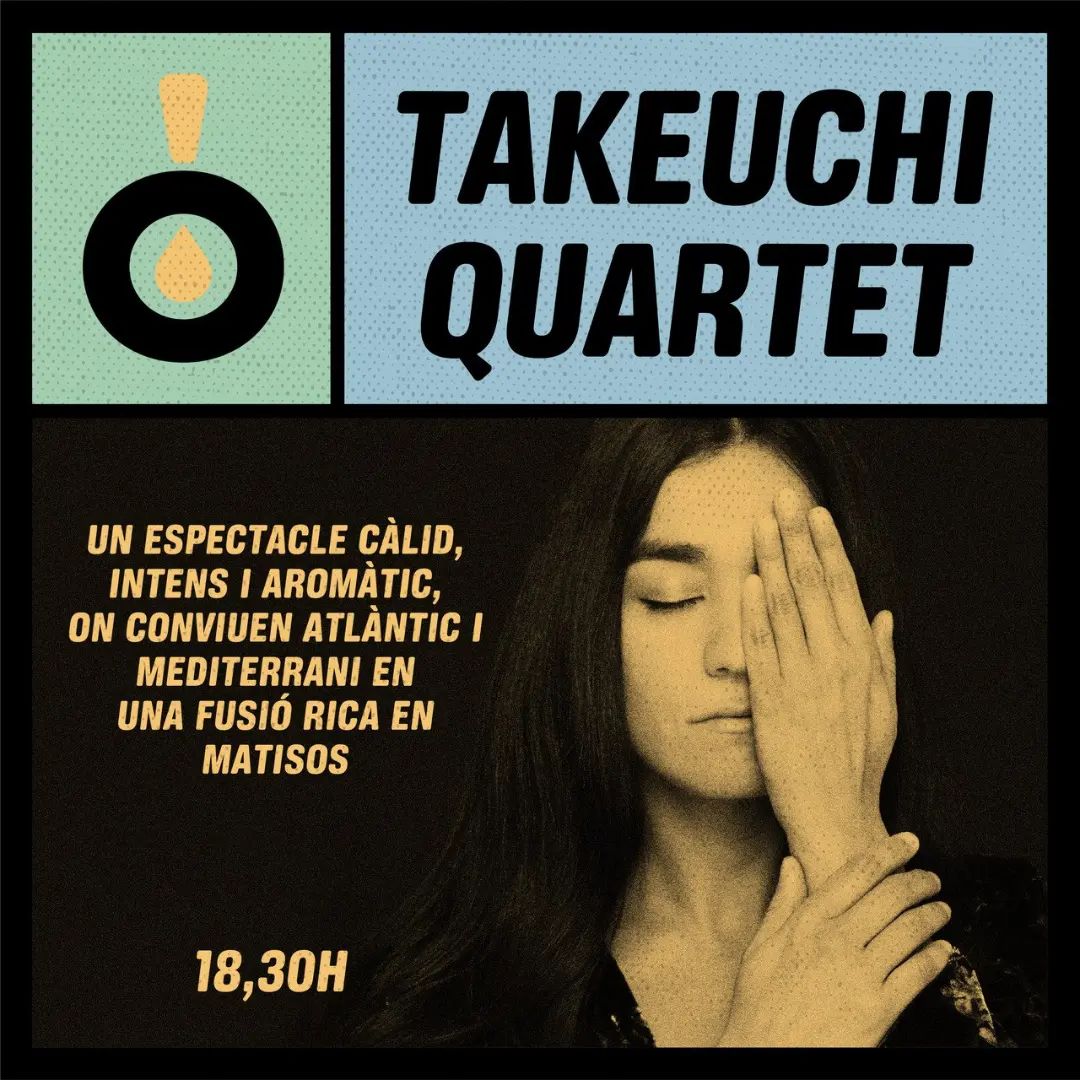 TAKEUCHI
QUARTET
UN ESPECTACLE CÀLID,
INTENS I AROMÀTIC,
ON CONVIUEN ATLÀNTIC I
MEDITERRANI EN
UNA FUSIÓ RICA EN
MATISOS
18,30H